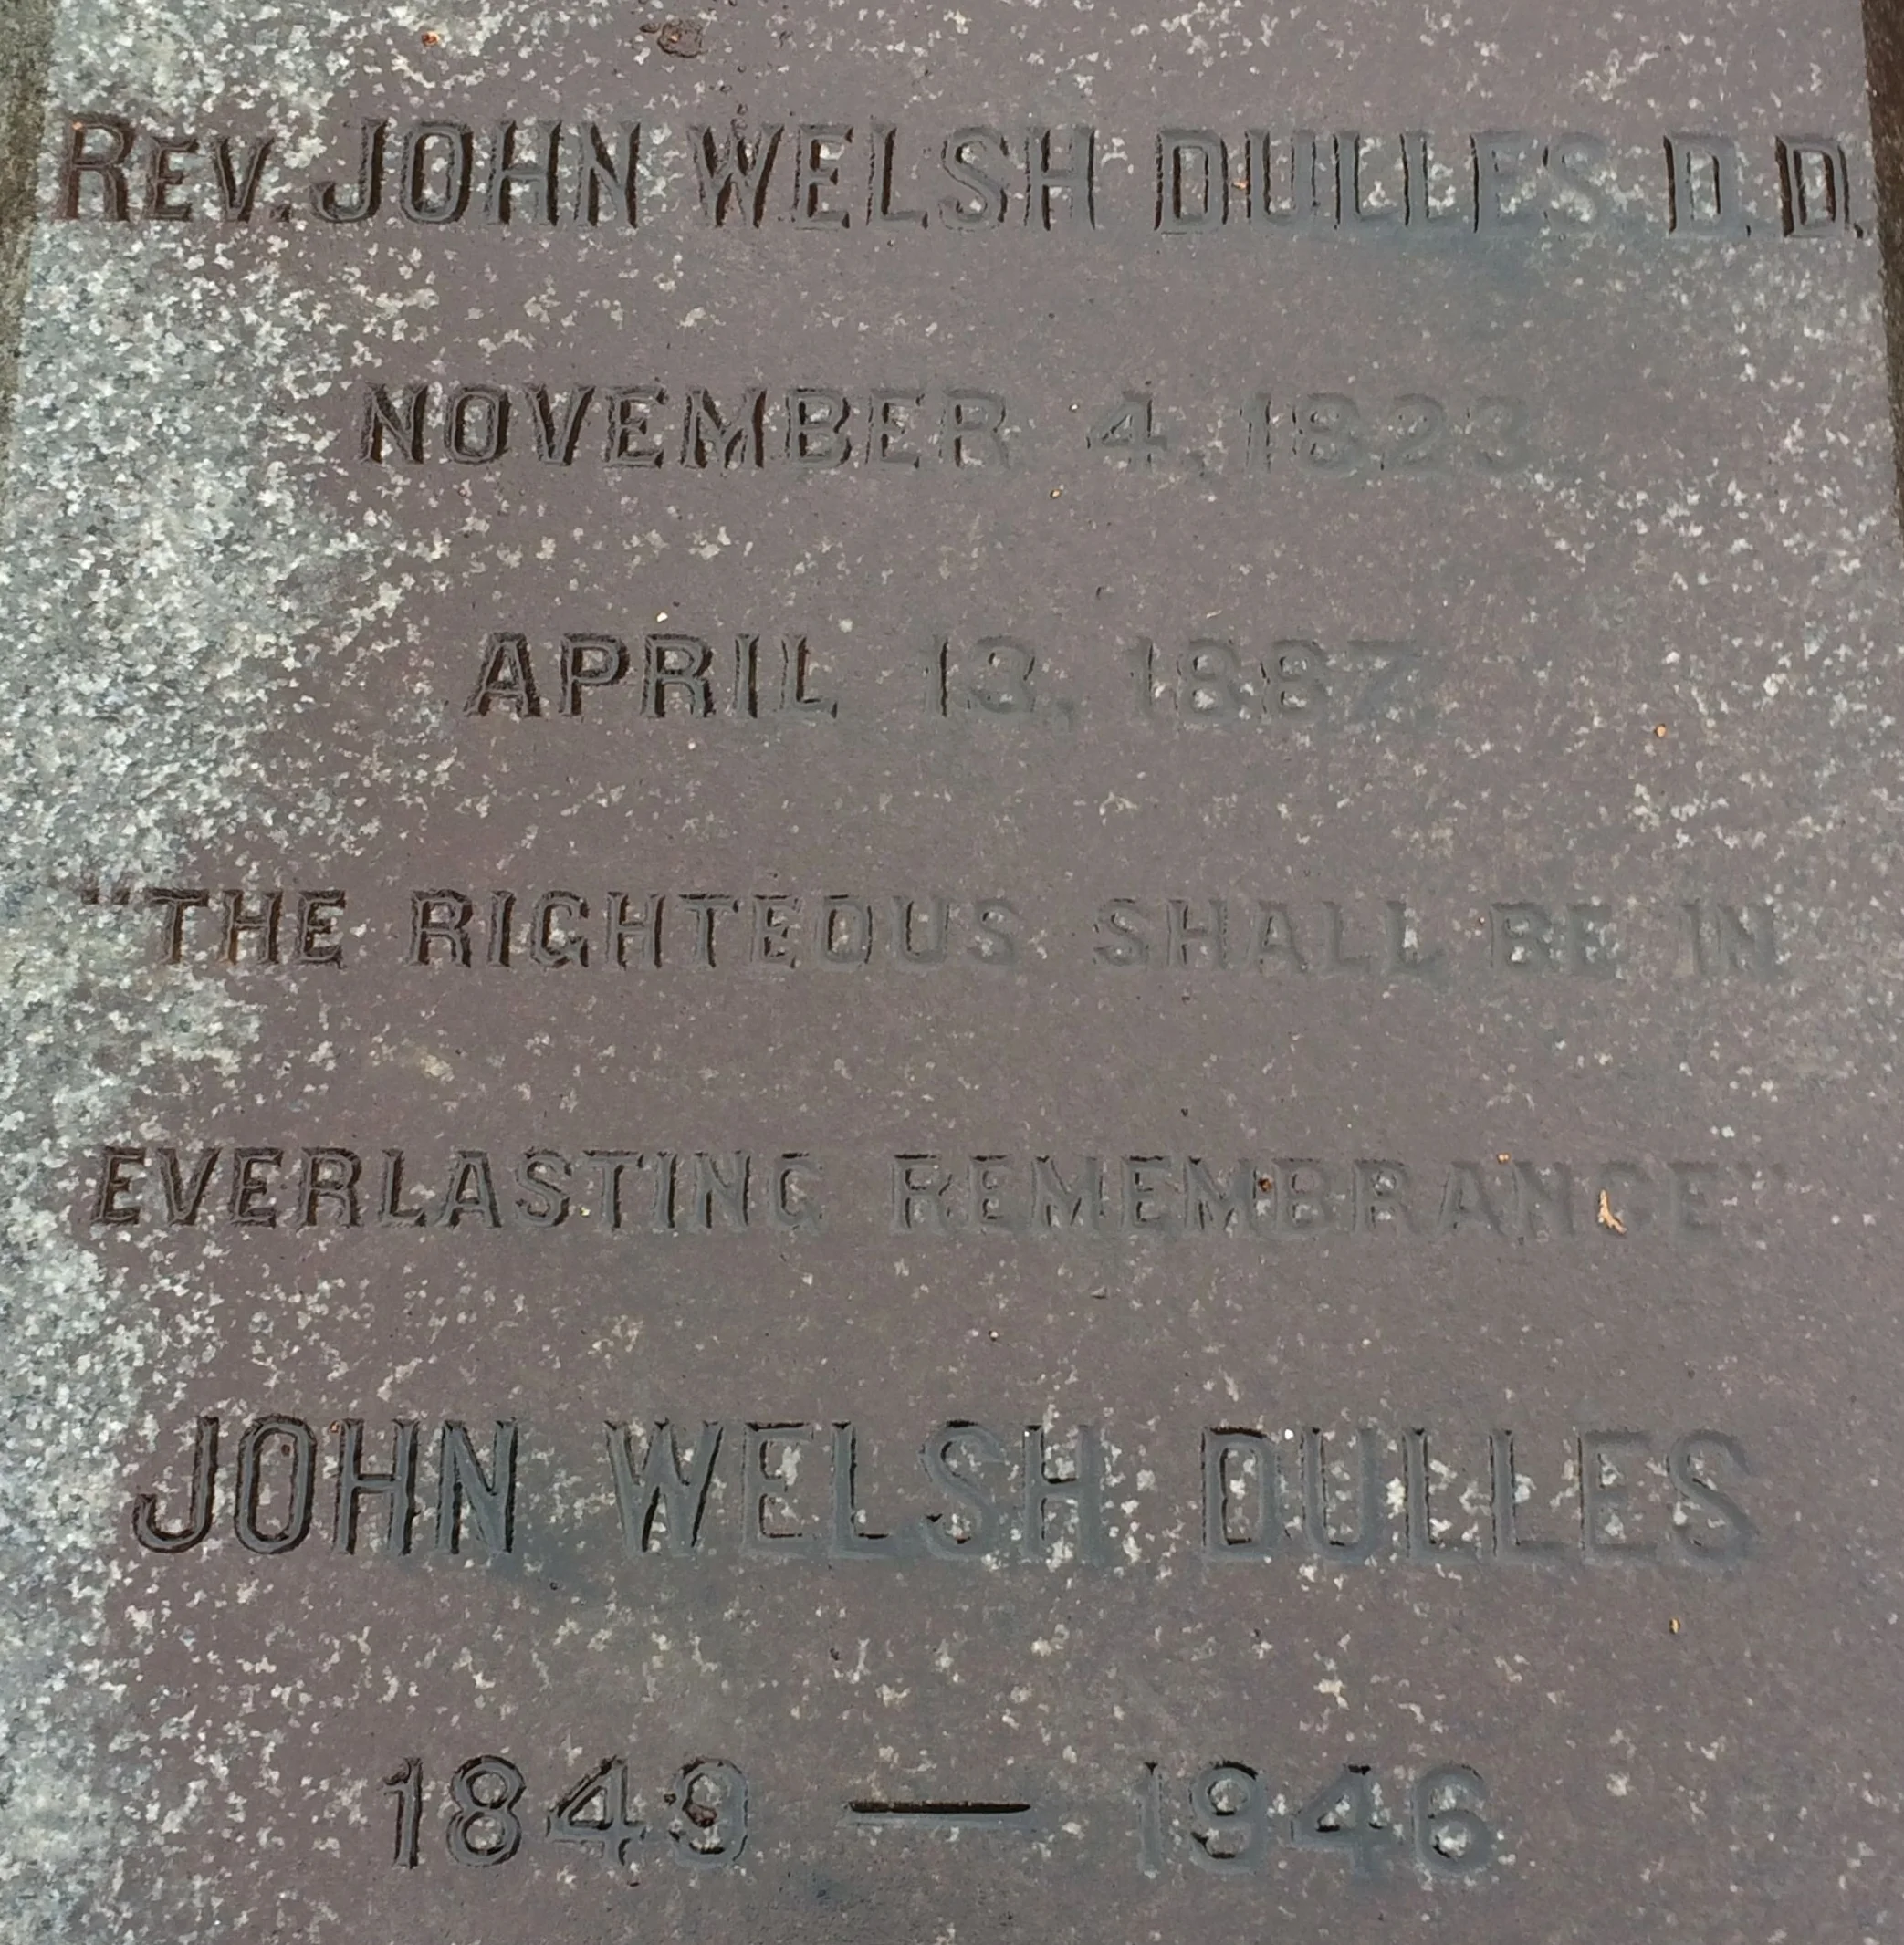 REV. JOHN WELSH DULLES D.D.
NOVEMBER 4, 1823
APRIL 13, 1887
"THE RIGHTEOUS SHALL BE IN
EVERLASTING REMEMBRANCE"
JOHN WELSH DULLES
1849 — 1946